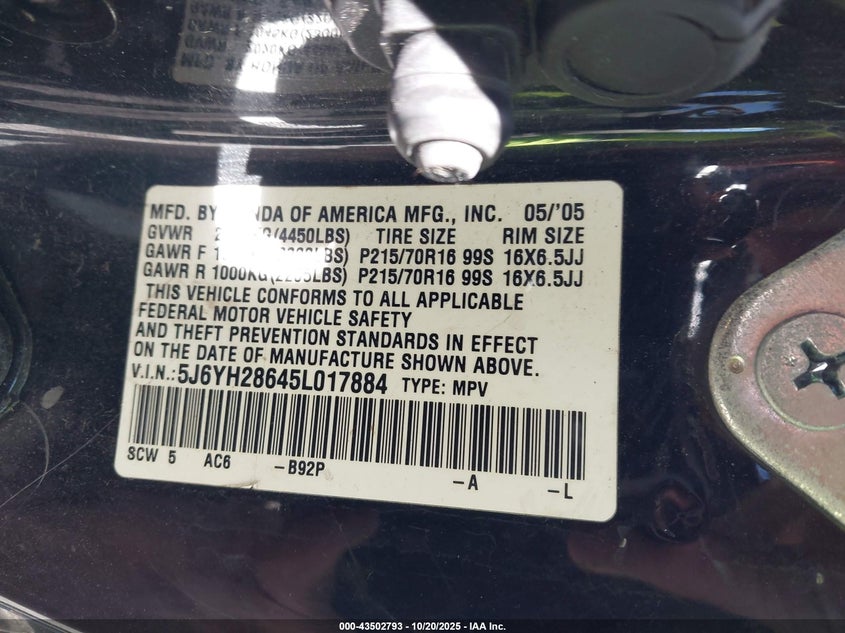 MFD. BY NDA OF AMERICA MFG., INC. 05/'05
GVWR (4450LBS) TIRE SIZE RIM SIZE
GAWR F LBS) P215/70R16 99S 16X6.5JJ
GAWR R 1000KG(2205LBS) P215/70R16 99S 16X6.5JJ
THIS VEHICLE CONFORMS TO ALL APPLICABLE
FEDERAL MOTOR VEHICLE SAFETY
AND THEFT PREVENTION STANDARDS IN EFFECT
ON THE DATE OF MANUFACTURE SHOWN ABOVE.
V.I.N.:5J6YH28645L017884 TYPE: MPV
SCW 5 AC6 -B92P -A -L
000-43502793 - 10/20/2025 - IAA Inc.